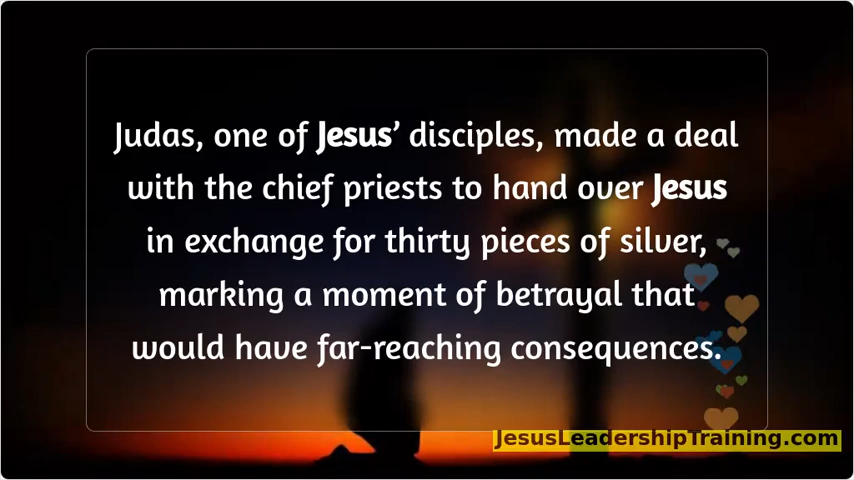 Judas, one of Jesus’ disciples, made a deal
with the chief priests to hand over Jesus
in exchange for thirty pieces of silver,
marking a moment of betrayal that
would have far-reaching consequences.
JesusLeadershipTraining.com